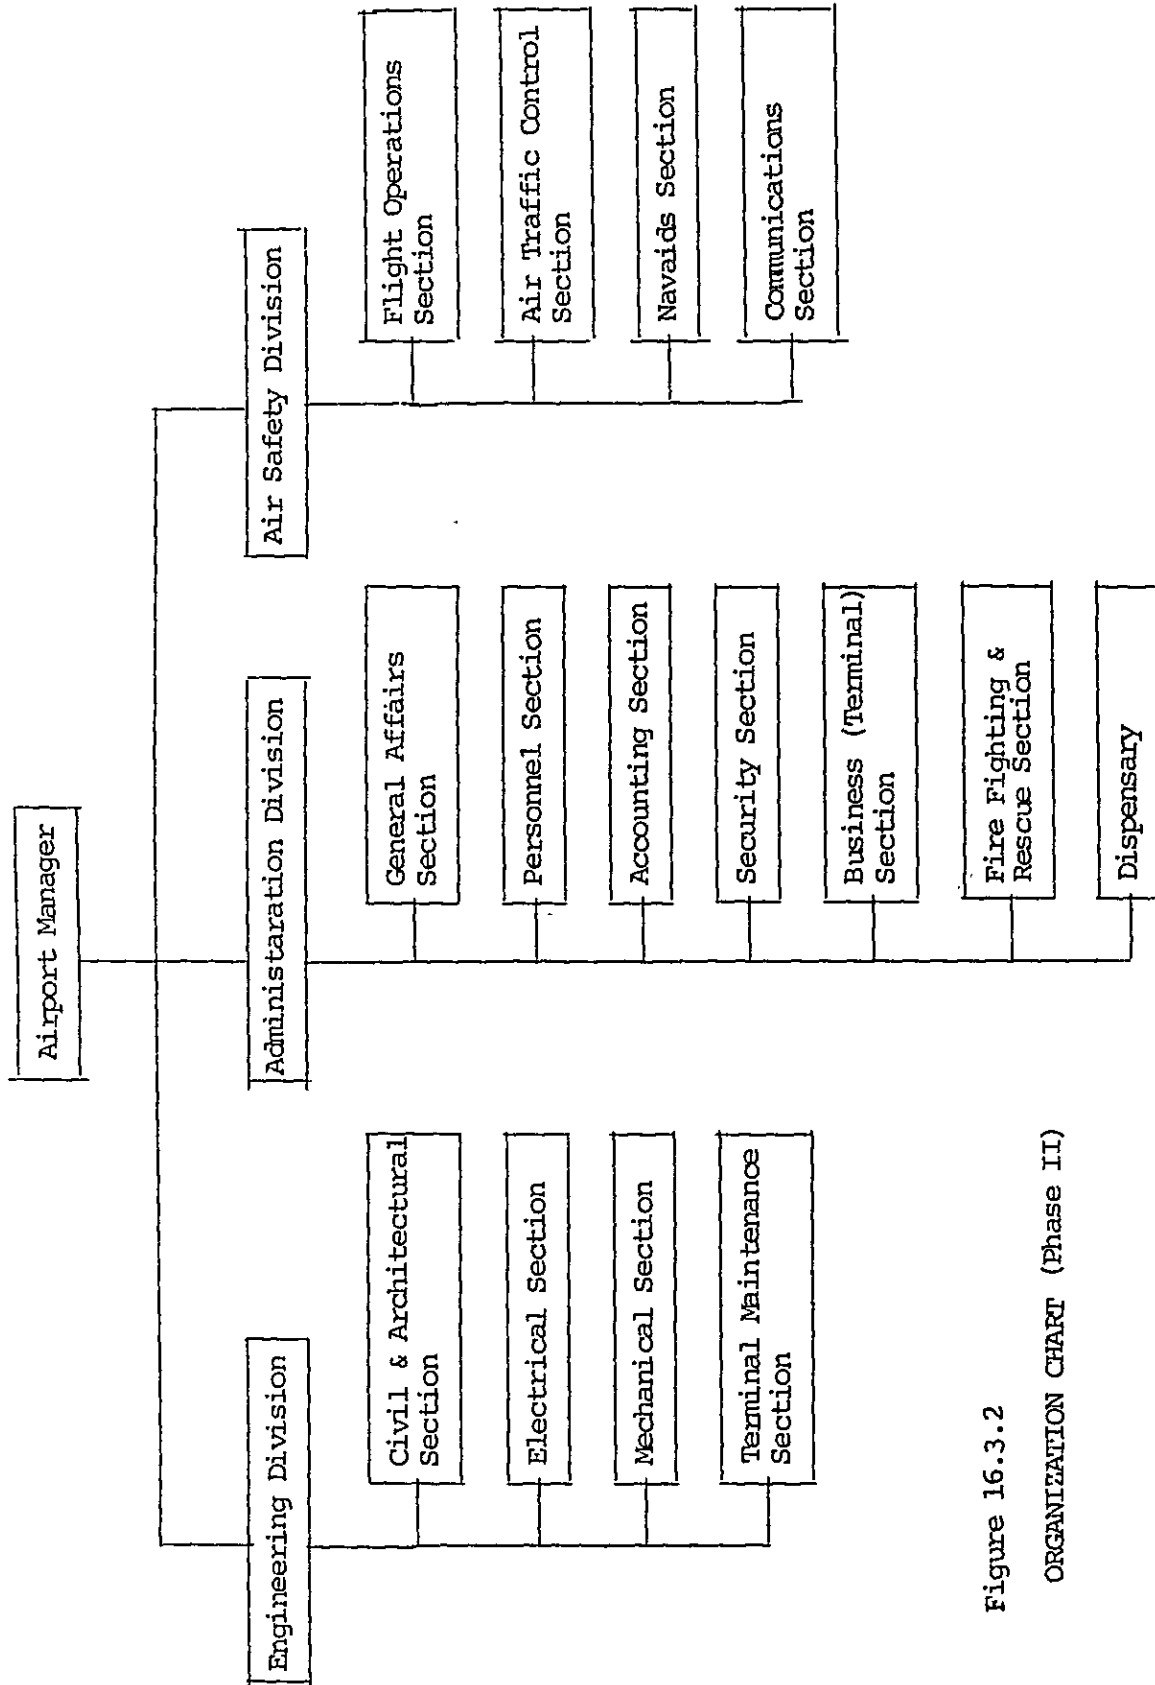 Airport Manager
Engineering Division
Administaration Division
Air Safety Division
Civil & Architectural
Section
Electrical Section
Mechanical Section
Terminal Maintenance
Section
General Affairs
Section
Personnel Section
Accounting Section
Security Section
Business (Terminal)
Section
Fire Fighting &
Rescue Section
Dispensary
Flight Operations
Section
Air Traffic Control
Section
Navaids Section
Communications
Section
Figure 16.3.2
ORGANIZATION CHART (Phase II)